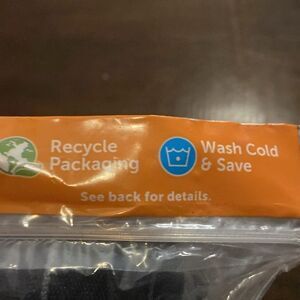 Recycle
Packaging
Wash Cold
& Save
See back for details.